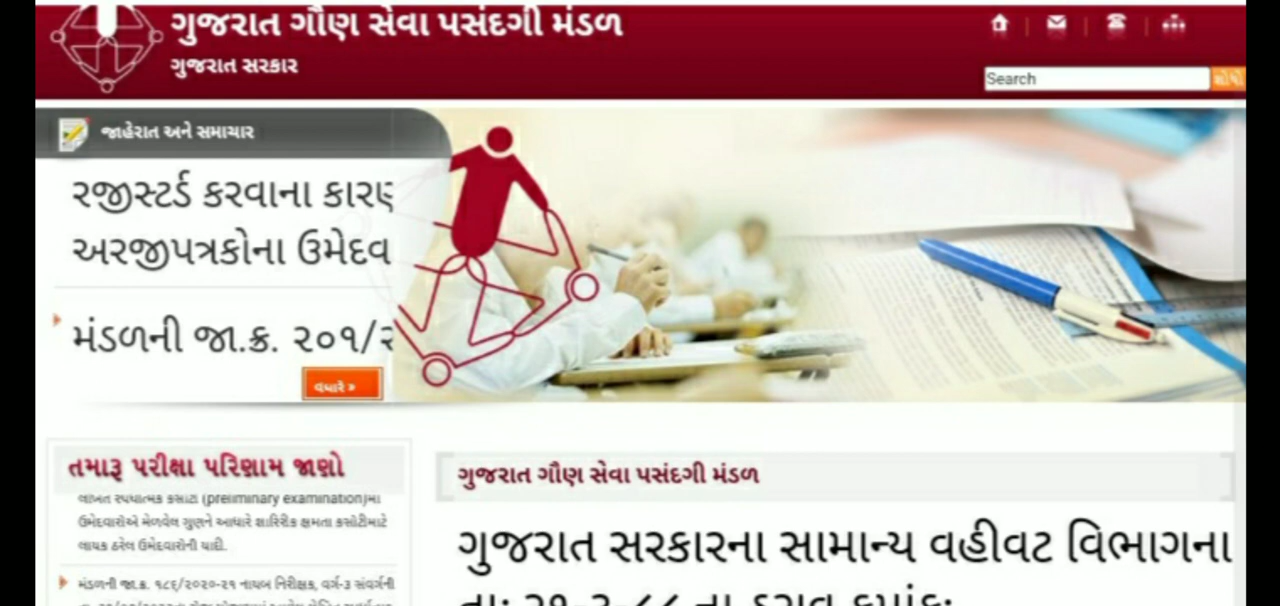 ગુજરાત ગૌણ સેવા પસંદગી મંડળ
ગુજરાત સરકાર
Search
શોધો
જાહેરાત અને સમાચાર
રજીસ્ટર્ડ કરવાના કારણ
અરજીપત્રકોના ઉમેદવ
મંડળની જા.ક્ર. ૨૦૧/૨
વધારે »
તમારૂ પરીક્ષા પરિણામ જાણો
(preliminary examination)માં
ઉમેદવારોએ મેળવેલ ગુણને આધારે શારિરીક ક્ષમતા કસોટીમાટે
લાયક ઠરેલ ઉમેદવારોની યાદી.
મંડળની જા.ક્ર. ૧૮૬/૨૦૨૦-૨૧ નાયબ નિરીક્ષક, વર્ગ-૩ સંવર્ગની
ગુજરાત ગૌણ સેવા પસંદગી મંડળ
ગુજરાત સરકારના સામાન્ય વહીવટ વિભાગના